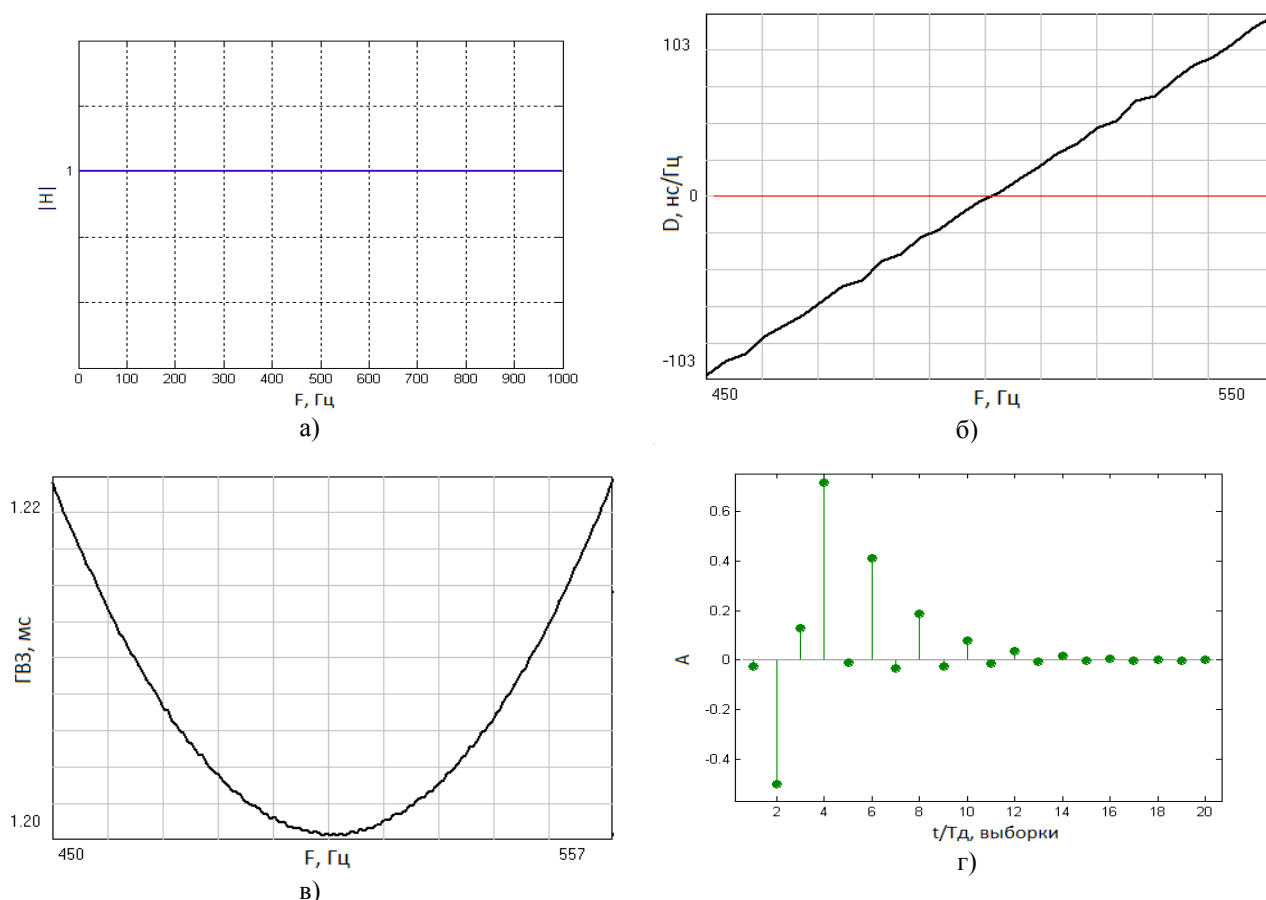 1
|H|
0 100 200 300 400 500 600 700 800 900 1000
F, Гц
а)
103
0
-103
D, нс/Гц
450 550
F, Гц
б)
1.22
ГВЗ, мс
1.20
450 557
F, Гц
в)
0.6
0.4
0.2
0
-0.2
-0.4
A
2 4 6 8 10 12 14 16 18 20
t/Tд, выборки
г)